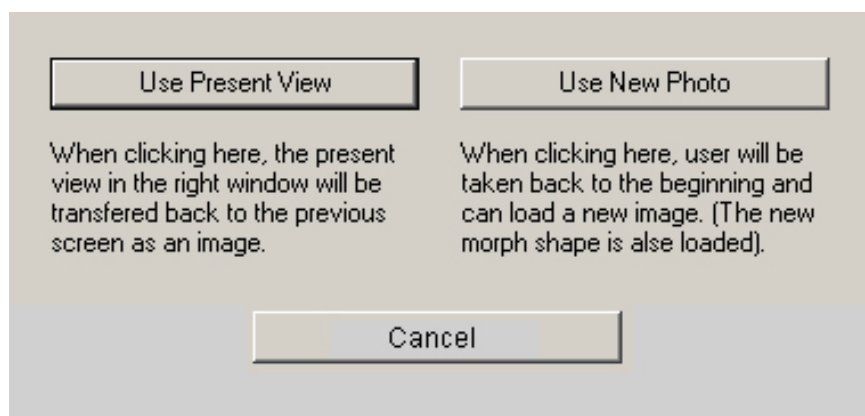 Use Present View
When clicking here, the present
view in the right window will be
transfered back to the previous
screen as an image.
Use New Photo
When clicking here, user will be
taken back to the beginning and
can load a new image. (The new
morph shape is alse loaded).
Cancel